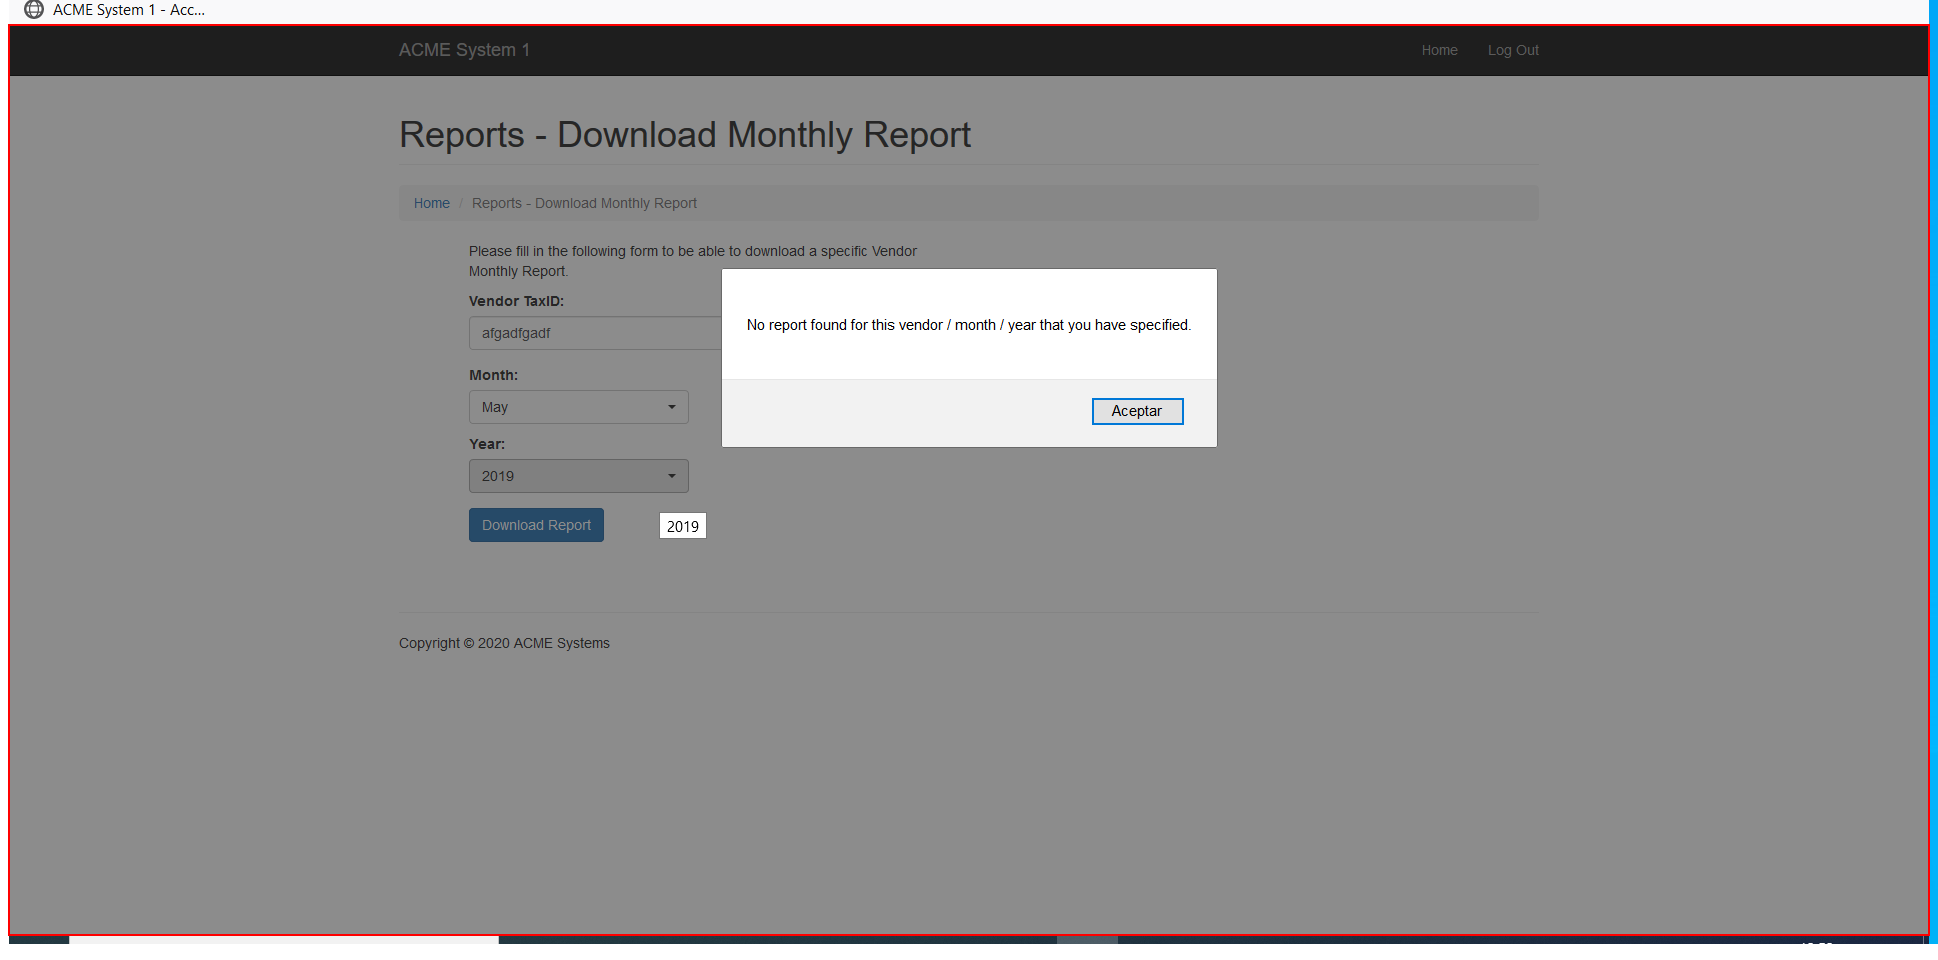 ACME System 1 - Acc...
ACME System 1
Home
Log Out
Reports - Download Monthly Report
Home / Reports - Download Monthly Report
Please fill in the following form to be able to download a specific Vendor
Monthly Report.
Vendor TaxID:
afgadfgadf
No report found for this vendor / month / year that you have specified.
Aceptar
Month:
May
Year:
2019
Download Report
2019
Copyright © 2020 ACME Systems